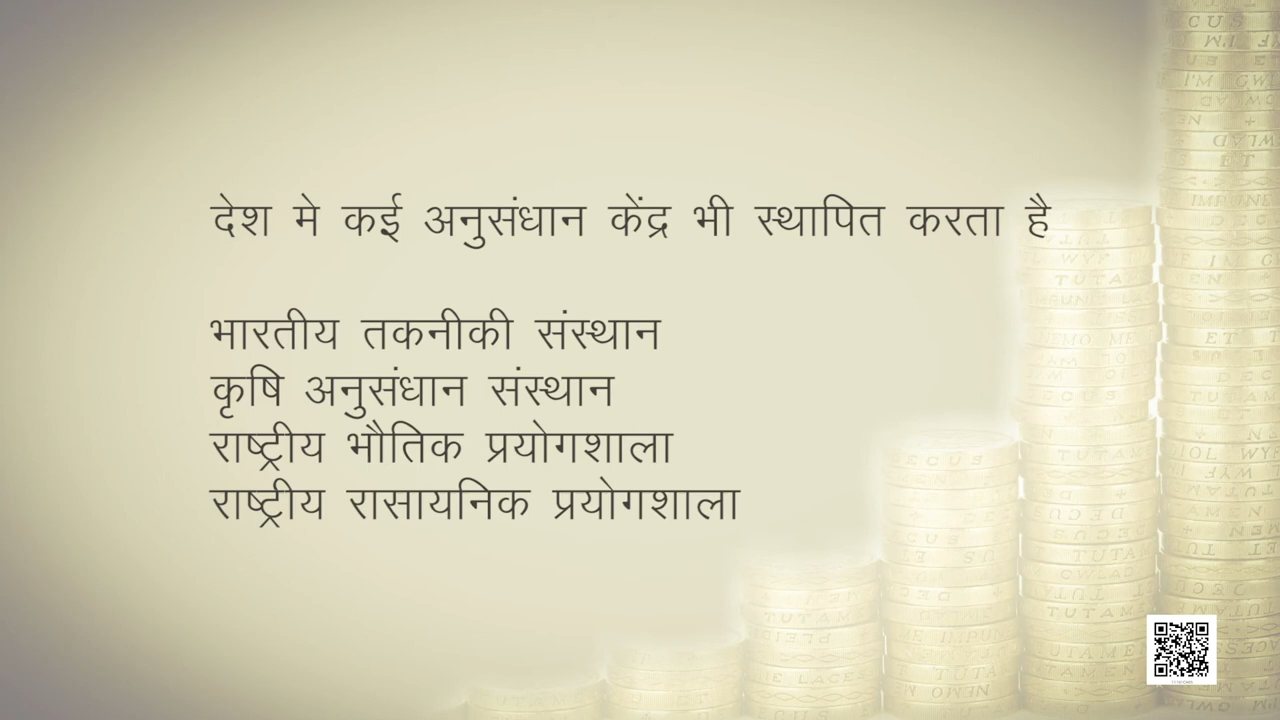 देश मे कई अनुसंधान केंद्र भी स्थापित करता है
भारतीय तकनीकी संस्थान
कृषि अनुसंधान संस्थान
राष्ट्रीय भौतिक प्रयोगशाला
राष्ट्रीय रासायनिक प्रयोगशाला